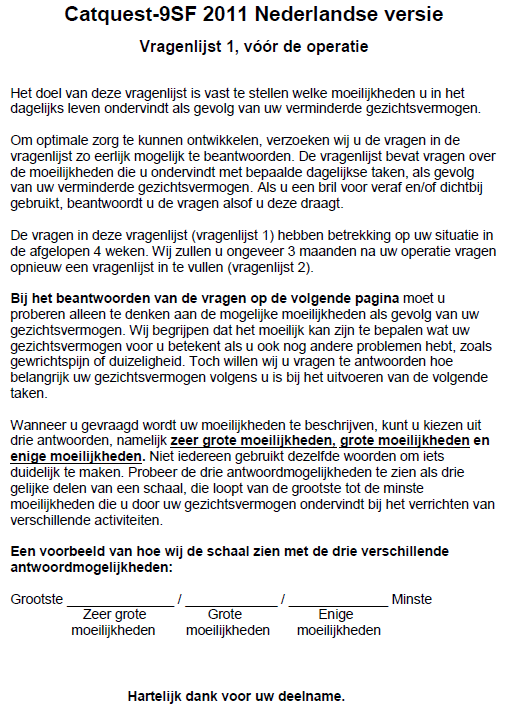 Catquest-9SF 2011 Nederlandse versie
Vragenlijst 1, vóór de operatie
Het doel van deze vragenlijst is vast te stellen welke moeilijkheden u in het
dagelijks leven ondervindt als gevolg van uw verminderde gezichtsvermogen.
Om optimale zorg te kunnen ontwikkelen, verzoeken wij u de vragen in de
vragenlijst zo eerlijk mogelijk te beantwoorden. De vragenlijst bevat vragen over
de moeilijkheden die u ondervindt met bepaalde dagelijkse taken, als gevolg
van uw verminderde gezichtsvermogen. Als u een bril voor veraf en/of dichtbij
gebruikt, beantwoordt u de vragen alsof u deze draagt.
De vragen in deze vragenlijst (vragenlijst 1) hebben betrekking op uw situatie in
de afgelopen 4 weken. Wij zullen u ongeveer 3 maanden na uw operatie vragen
opnieuw een vragenlijst in te vullen (vragenlijst 2).
Bij het beantwoorden van de vragen op de volgende pagina moet u
proberen alleen te denken aan de mogelijke moeilijkheden als gevolg van uw
gezichtsvermogen. Wij begrijpen dat het moeilijk kan zijn te bepalen wat uw
gezichtsvermogen voor u betekent als u ook nog andere problemen hebt, zoals
gewrichtspijn of duizeligheid. Toch willen wij u vragen te antwoorden hoe
belangrijk uw gezichtsvermogen volgens u is bij het uitvoeren van de volgende
taken.
Wanneer u gevraagd wordt uw moeilijkheden te beschrijven, kunt u kiezen uit
drie antwoorden, namelijk zeer grote moeilijkheden, grote moeilijkheden en
enige moeilijkheden. Niet iedereen gebruikt dezelfde woorden om iets
duidelijk te maken. Probeer de drie antwoordmogelijkheden te zien als drie
gelijke delen van een schaal, die loopt van de grootste tot de minste
moeilijkheden die u door uw gezichtsvermogen ondervindt bij het verrichten van
verschillende activiteiten.
Een voorbeeld van hoe wij de schaal zien met de drie verschillende
antwoordmogelijkheden:
Grootste ______________ / ____________ / _____________ Minste
Zeer grote Grote Enige
moeilijkheden moeilijkheden moeilijkheden
Hartelijk dank voor uw deelname.